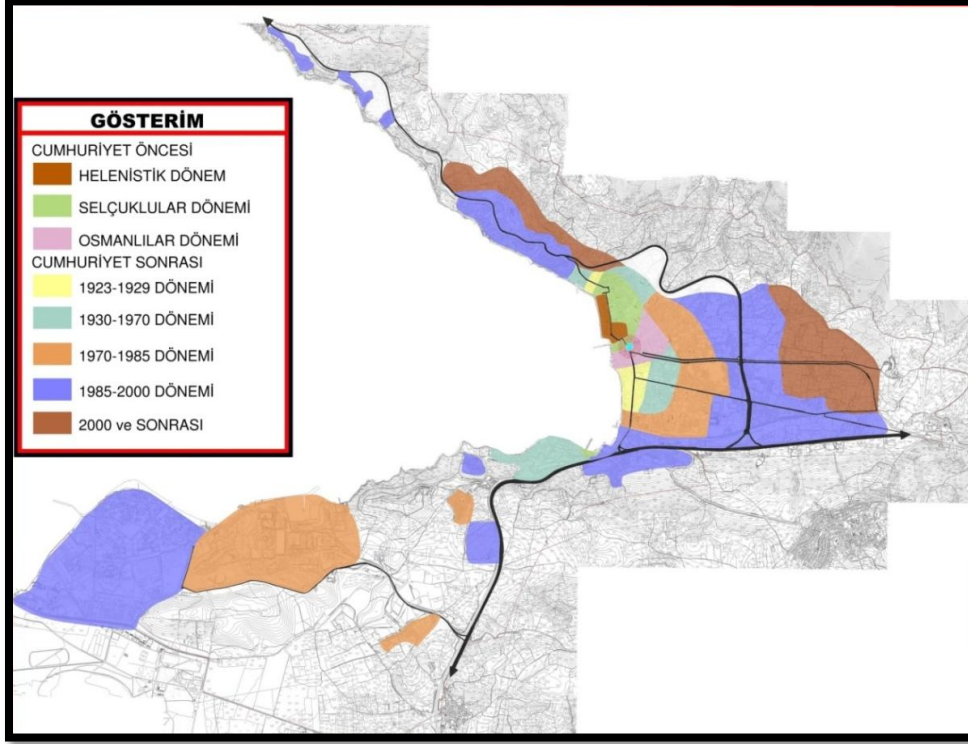 GÖSTERİM
CUMHURİYET ÖNCESİ
HELENİSTİK DÖNEM
SELÇUKLULAR DÖNEMİ
OSMANLILAR DÖNEMİ
CUMHURİYET SONRASI
1923-1929 DÖNEMİ
1930-1970 DÖNEMİ
1970-1985 DÖNEMİ
1985-2000 DÖNEMİ
2000 ve SONRASI